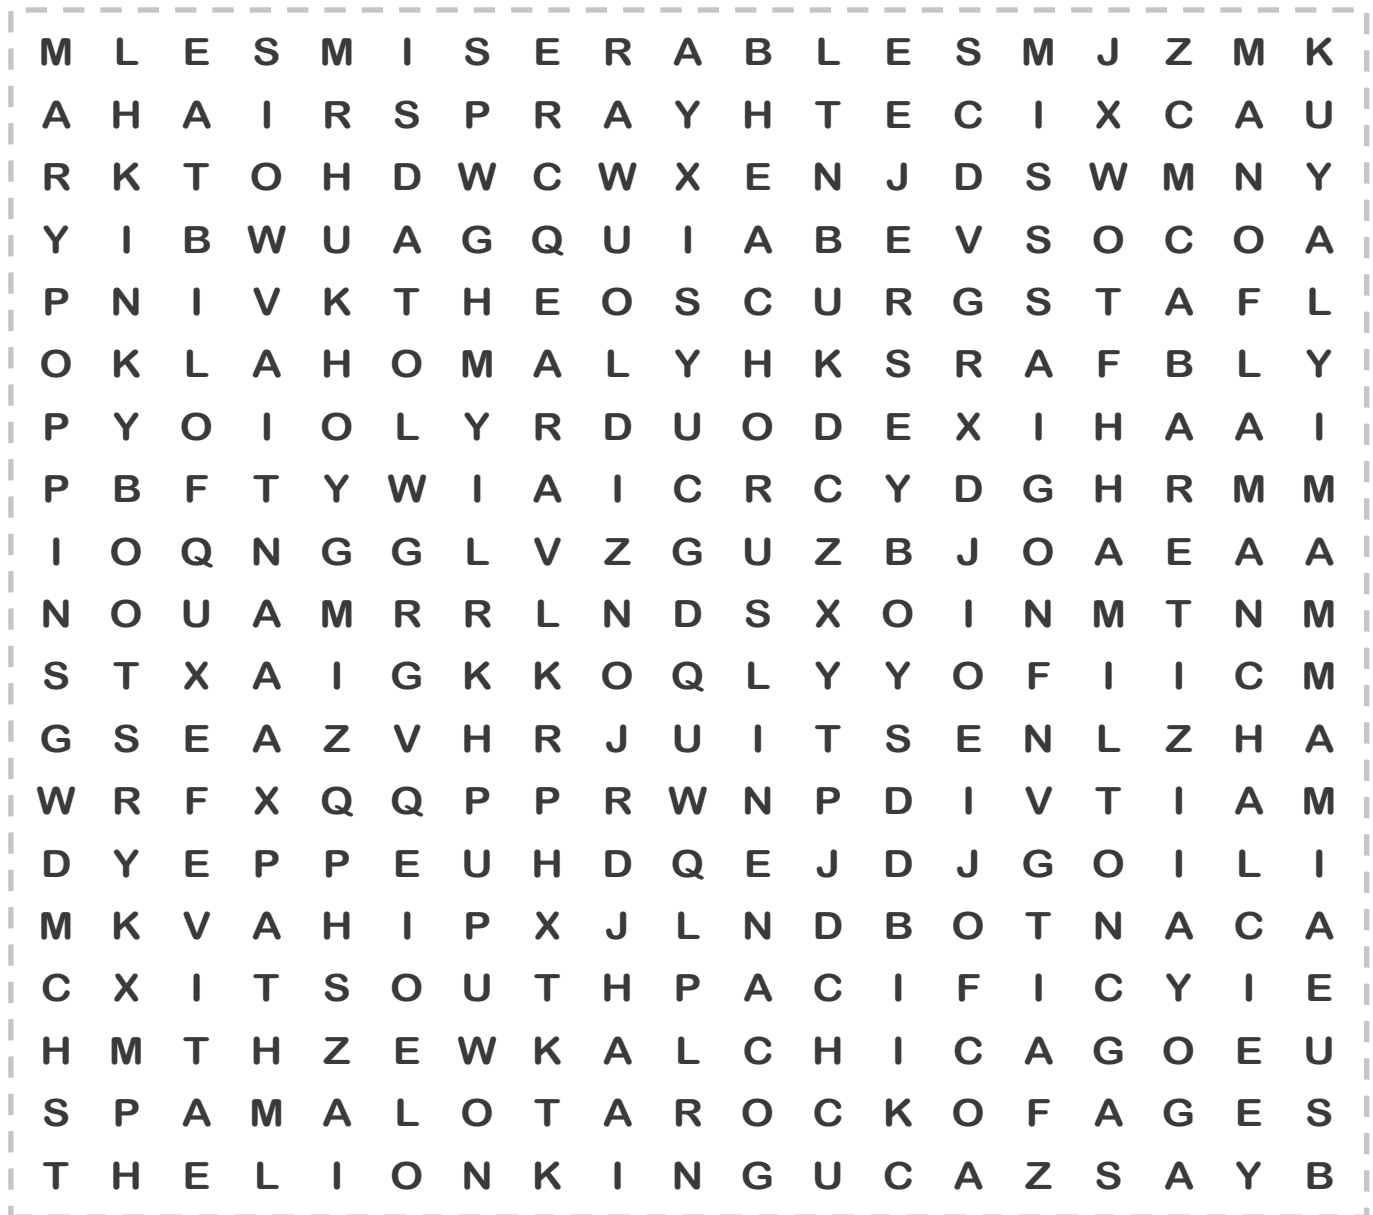 M L E S M I S E R A B L E S M J Z M K
A H A I R S P R A Y H T E C I X C A U
R K T O H D W C W X E N J D S W M N Y
Y I B W U A G Q U I A B E V S O C O A
P N I V K T H E O S C U R G S T A F L
O K L A H O M A L Y H K S R A F B L Y
P Y O I O L Y R D U O D E X I H A A I
P B F T Y W I A I C R C Y D G H R M M
I O Q N G G L V Z G U Z B J O A E A A
N O U A M R R L N D S X O I N M T N M
S T X A I G K K O Q L Y Y O F I I C M
G S E A Z V H R J U I T S E N L Z H A
W R F X Q Q P P R W N P D I V T I A M
D Y E P P E U H D Q E J D J G O I L I
M K V A H I P X J L N D B O T N A C A
C X I T S O U T H P A C I F I C Y I E
H M T H Z E W K A L C H I C A G O E U
S P A M A L O T A R O C K O F A G E S
T H E L I O N K I N G U C A Z S A Y B